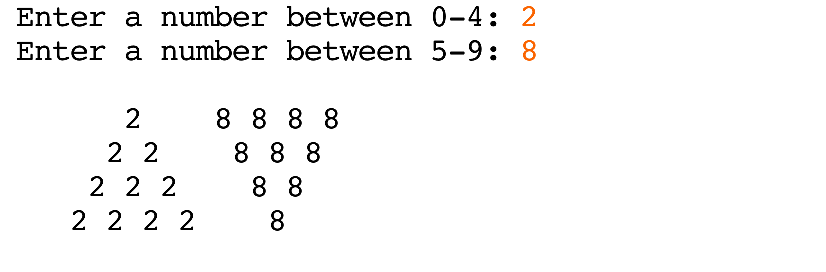 Enter a number between 0-4: 2
Enter a number between 5-9: 8
      2    8 8 8 8
     2 2    8 8 8
    2 2 2    8 8
   2 2 2 2    8